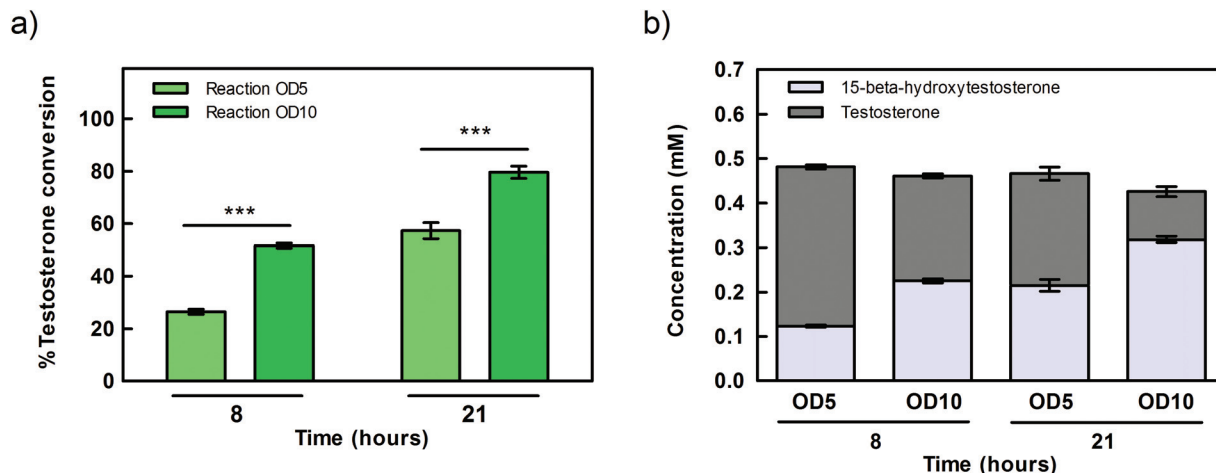 a)
%Testosterone conversion
100
80
60
40
20
0
Reaction OD5
Reaction OD10
***
***
8
21
Time (hours)
b)
Concentration (mM)
0.7
0.6
0.5
0.4
0.3
0.2
0.1
0.0
15-beta-hydroxytestosterone
Testosterone
OD5 OD10 OD5 OD10
8 21
Time (hours)